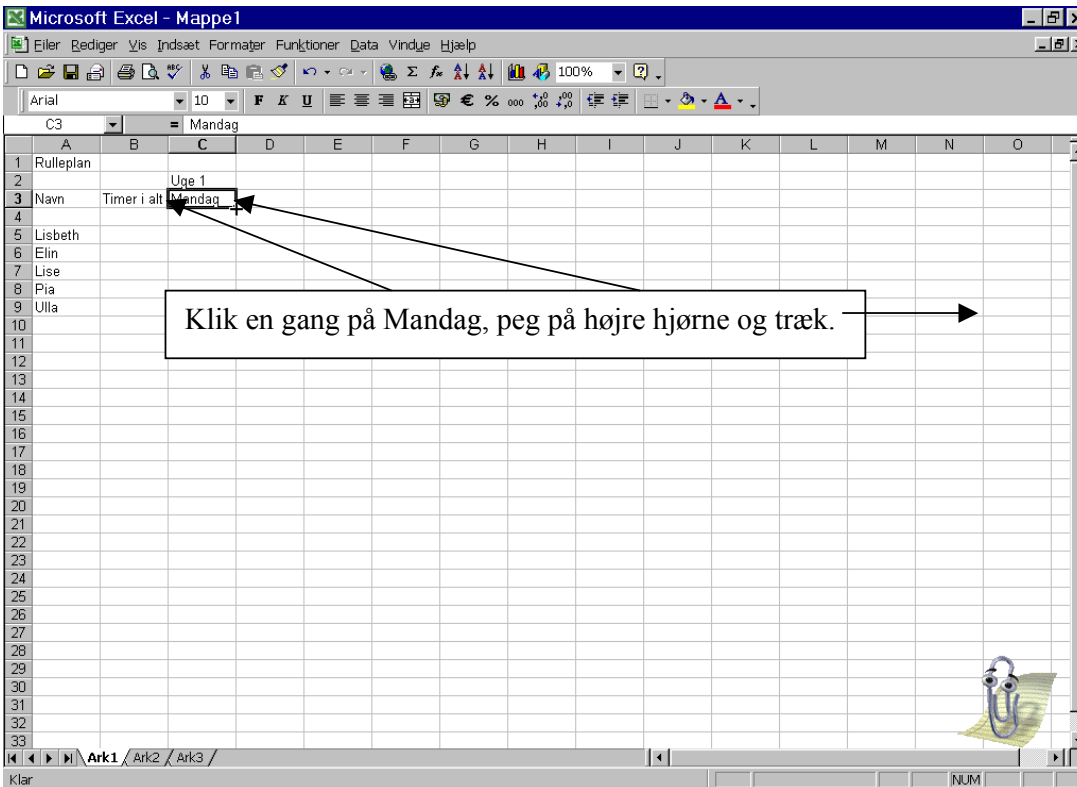 Microsoft Excel - Mappe1
Filer Rediger Vis Indsæt Formater Funktioner Data Vindue Hjælp
100%
Arial 10 F K U € % 000
C3 = Mandag
A B C D E F G H I J K L M N O
1 Rulleplan
2 Uge 1
3 Navn Timer i alt Mandag
4
5 Lisbeth
6 Elin
7 Lise
8 Pia
9 Ulla
Klik en gang på Mandag, peg på højre hjørne og træk.
10
11
12
13
14
15
16
17
18
19
20
21
22
23
24
25
26
27
28
29
30
31
32
33
Ark1 Ark2 Ark3
Klar NUM